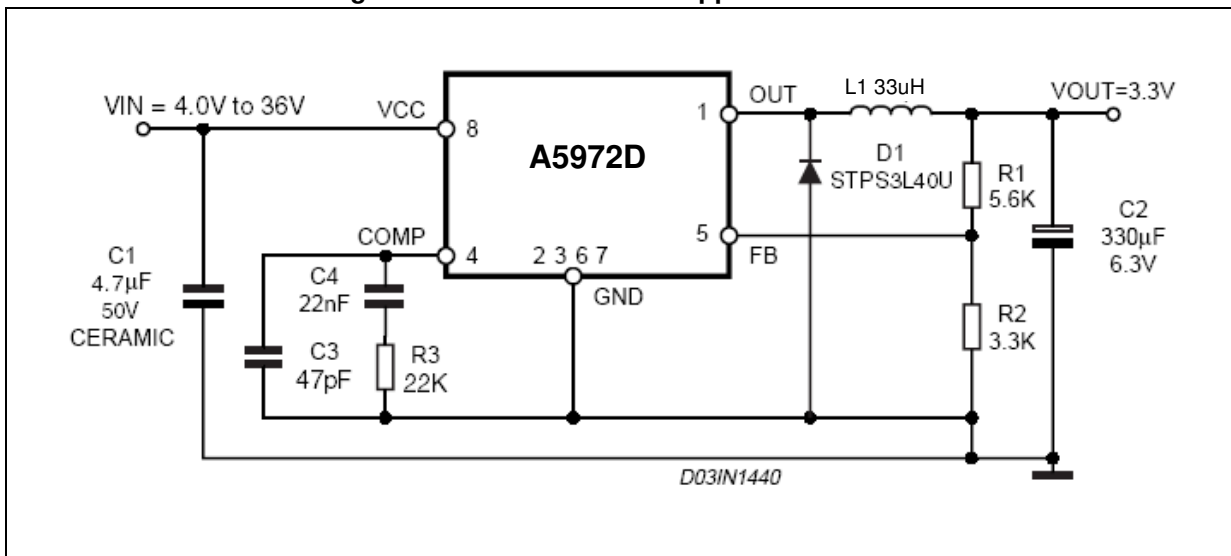 VIN = 4.0V to 36V
VCC
8
A5972D
1
OUT
L1 33uH
VOUT=3.3V
D1
STPS3L40U
R1
5.6K
C2
330μF
6.3V
5
FB
COMP
4
2 3 6 7
GND
C1
4.7μF
50V
CERAMIC
C4
22nF
C3
47pF
R3
22K
R2
3.3K
D03IN1440